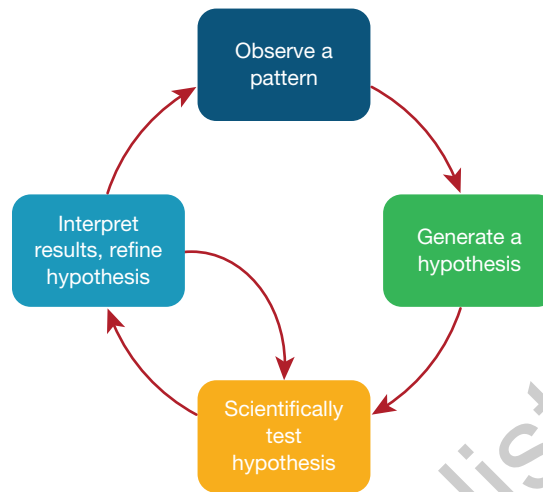 Observe a
pattern
Generate a
hypothesis
Scientifically
test
hypothesis
Interpret
results, refine
hypothesis